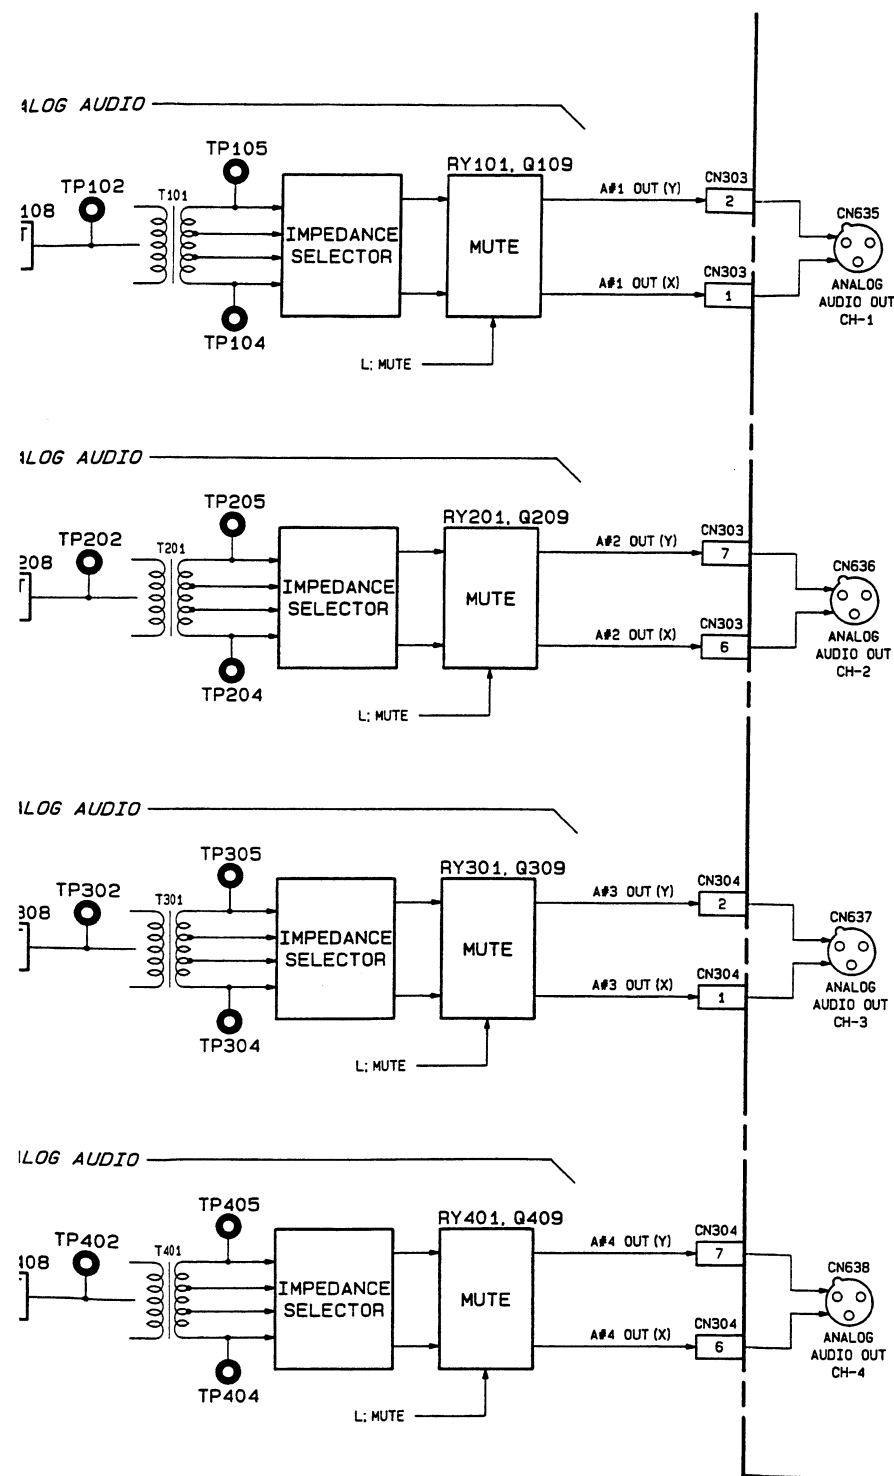 ALOG AUDIO
TP105
RY101, Q109
TP102
T101
108
A#1 OUT (Y)
CN303
2
CN635
IMPEDANCE
SELECTOR
MUTE
A#1 OUT (X)
CN303
1
ANALOG
AUDIO OUT
CH-1
TP104
L; MUTE
ALOG AUDIO
TP205
RY201, Q209
TP202
T201
208
A#2 OUT (Y)
CN303
7
CN636
IMPEDANCE
SELECTOR
MUTE
A#2 OUT (X)
CN303
6
ANALOG
AUDIO OUT
CH-2
TP204
L; MUTE
ALOG AUDIO
TP305
RY301, Q309
TP302
T301
308
A#3 OUT (Y)
CN304
2
CN637
IMPEDANCE
SELECTOR
MUTE
A#3 OUT (X)
CN304
1
ANALOG
AUDIO OUT
CH-3
TP304
L; MUTE
ALOG AUDIO
TP405
RY401, Q409
TP402
T401
408
A#4 OUT (Y)
CN304
7
CN638
IMPEDANCE
SELECTOR
MUTE
A#4 OUT (X)
CN304
6
ANALOG
AUDIO OUT
CH-4
TP404
L; MUTE